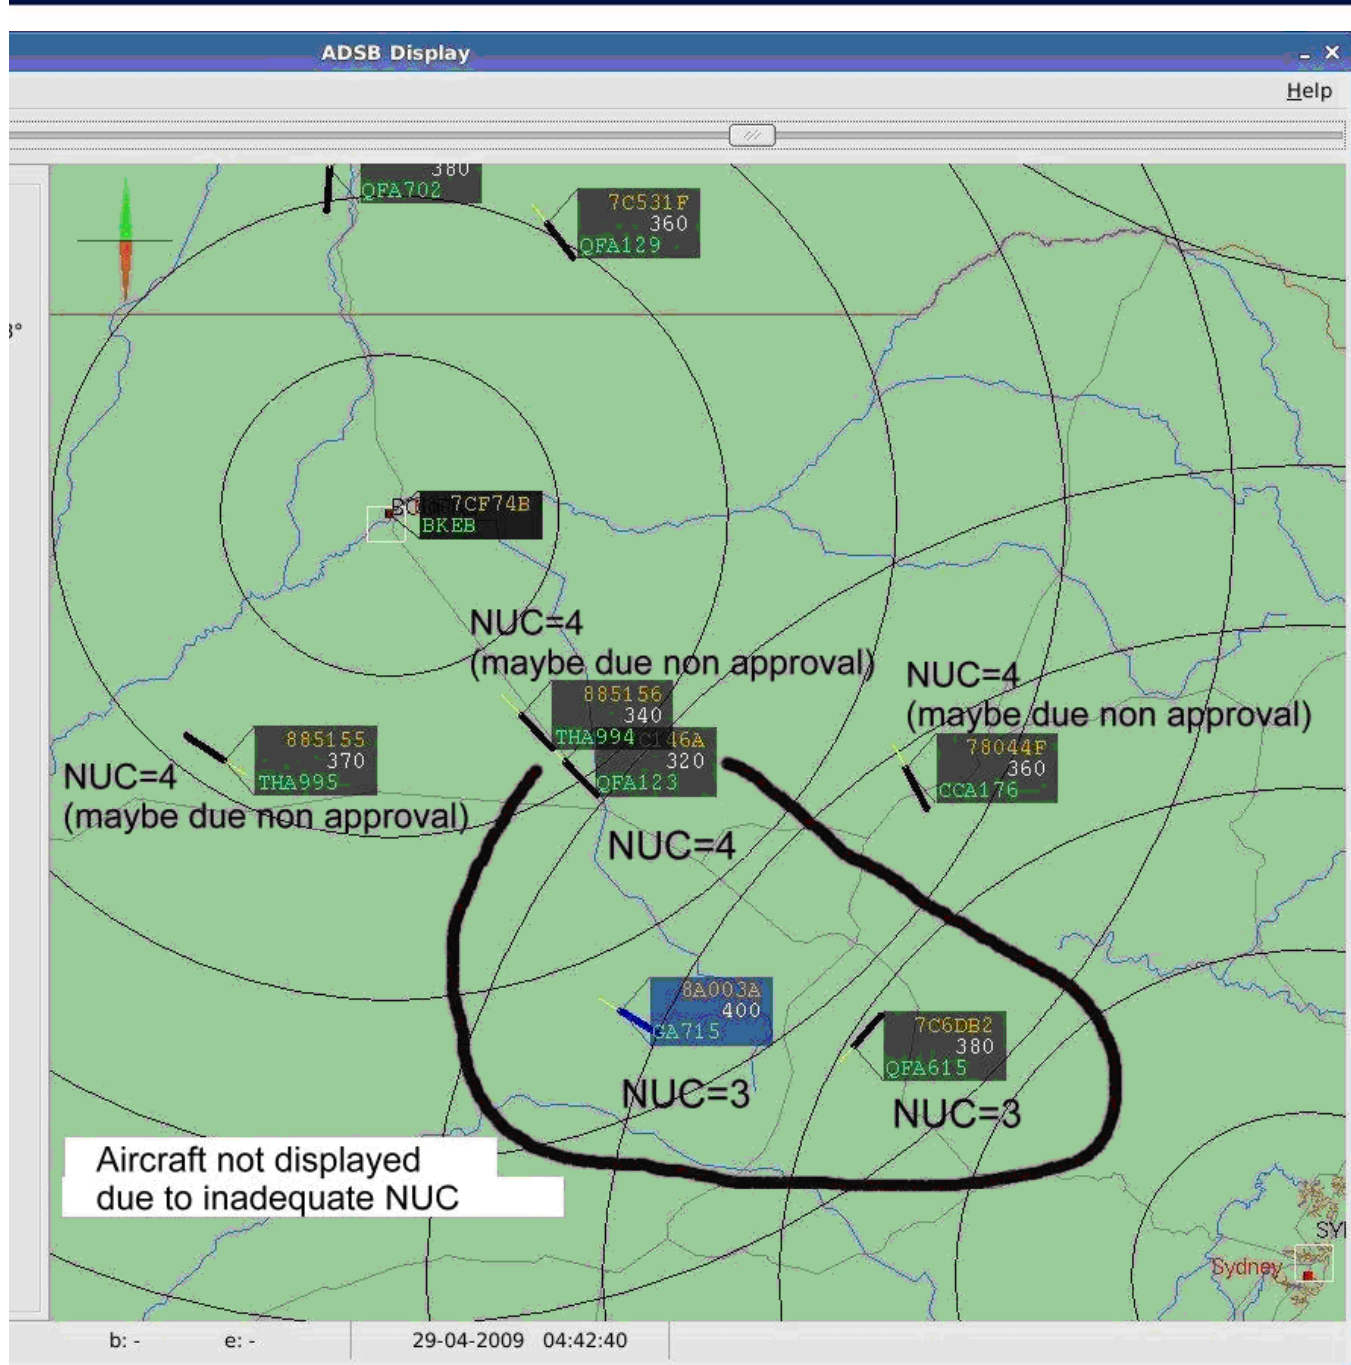 ADSB Display
Help
380
QFA702
7C531F
360
QFA129
7CF74B
BKEB
NUC=4
(maybe due non approval)
NUC=4
(maybe due non approval)
885156
340
THA994
46A
320
QFA123
885155
370
THA995
NUC=4
(maybe due non approval)
78044F
360
CCA176
NUC=4
8A003A
400
GA715
7C6DB2
380
QFA615
NUC=3
NUC=3
Aircraft not displayed
due to inadequate NUC
SY
Sydney
b: -
e: -
29-04-2009 04:42:40